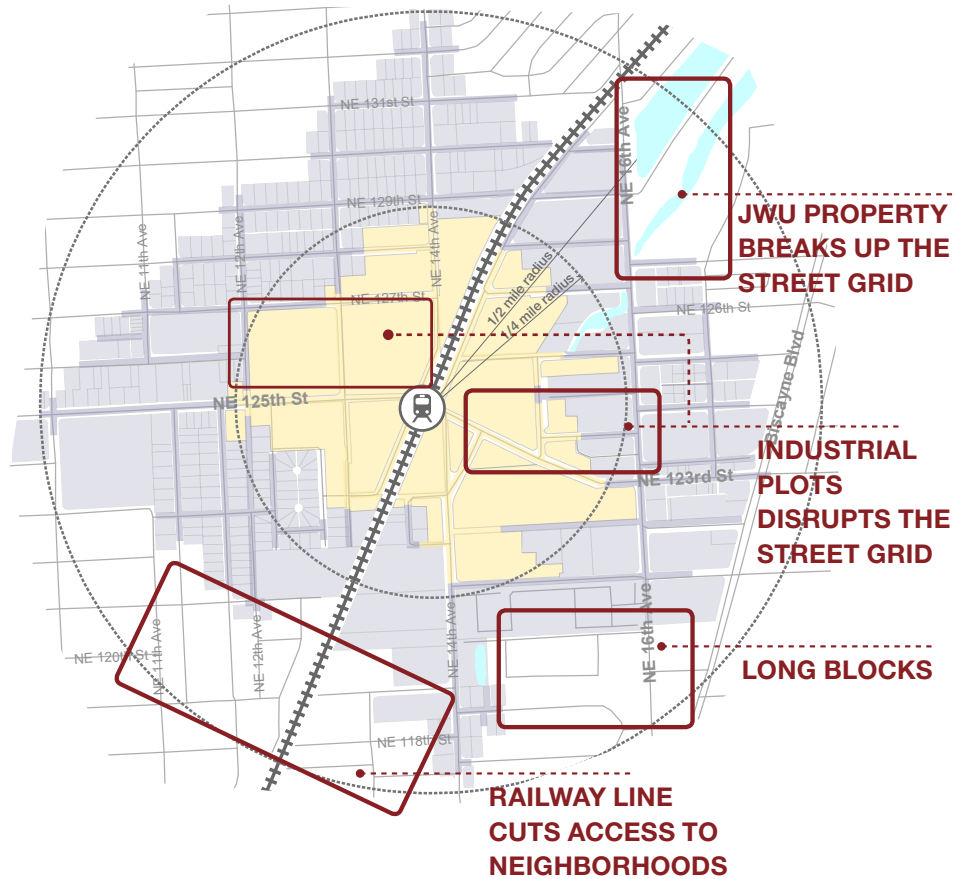 NE 131st St
NE 16th Ave
NE 129th St
JWU PROPERTY
BREAKS UP THE
STREET GRID
NE 11th Ave
NE 12th Ave
NE 14th Ave
1/2 mile radius
1/4 mile radius
NE 127th St
NE 126th St
Biscayne Blvd
NE 125th St
INDUSTRIAL
PLOTS
DISRUPTS THE
STREET GRID
NE 123rd St
NE 120th St
NE 11th Ave
NE 12th Ave
NE 14th Ave
NE 16th Ave
LONG BLOCKS
NE 118th St
RAILWAY LINE
CUTS ACCESS TO
NEIGHBORHOODS